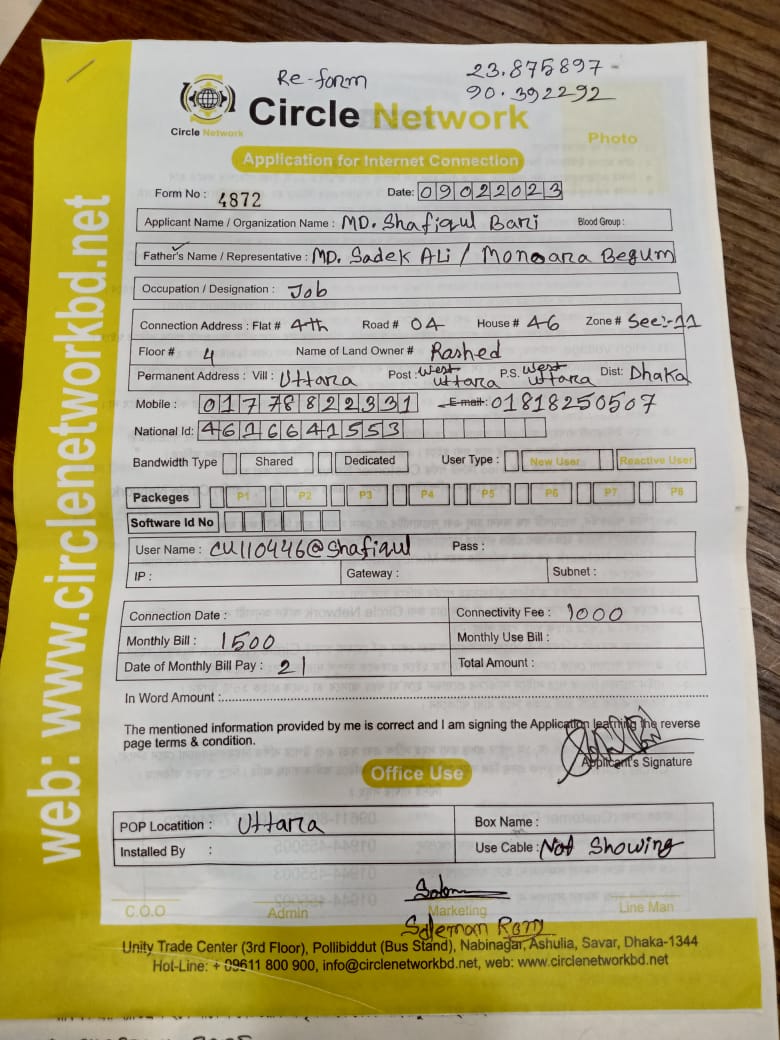 Re-form
23.875897
90.392292
Circle Network
Circle Network
Photo
Application for Internet Connection
Form No : 4872 Date: 09022023
Applicant Name / Organization Name : MD. Shafiqul Bari Blood Group :
Father's Name / Representative : MD. Sadek ALi / Monoara Begum
Occupation / Designation : Job
Connection Address : Flat # 4th Road # 04 House # 46 Zone # Sec:-11
Floor # 4 Name of Land Owner # Rashed
Permanent Address : Vill : Uttara Post : West Uttara P.S. West Uttara Dist: Dhaka
Mobile : 01778822331 E-mail: 01818250507
National Id: 4616641553
Bandwidth Type Shared Dedicated User Type : New User Reactive User
Packeges P1 P2 P3 P4 P5 P6 P7 P8
Software Id No
User Name : CU110446@Shafiqul Pass :
IP : Gateway : Subnet :
Connection Date : Connectivity Fee : 1000
Monthly Bill : 1500 Monthly Use Bill :
Date of Monthly Bill Pay : 21 Total Amount :
In Word Amount :
The mentioned information provided by me is correct and I am signing the Application learning the reverse
page terms & condition.
Applicant's Signature
Office Use
POP Locatition : Uttara Box Name :
Installed By : Use Cable : Not Showing
C.O.O Admin Marketing Line Man
Soleman
Unity Trade Center (3rd Floor), Pollibiddut (Bus Stand), Nabinagar, Ashulia, Savar, Dhaka-1344
Hot-Line: + 09611 800 900, info@circlenetworkbd.net, web: www.circlenetworkbd.net
web: www.circlenetworkbd.net